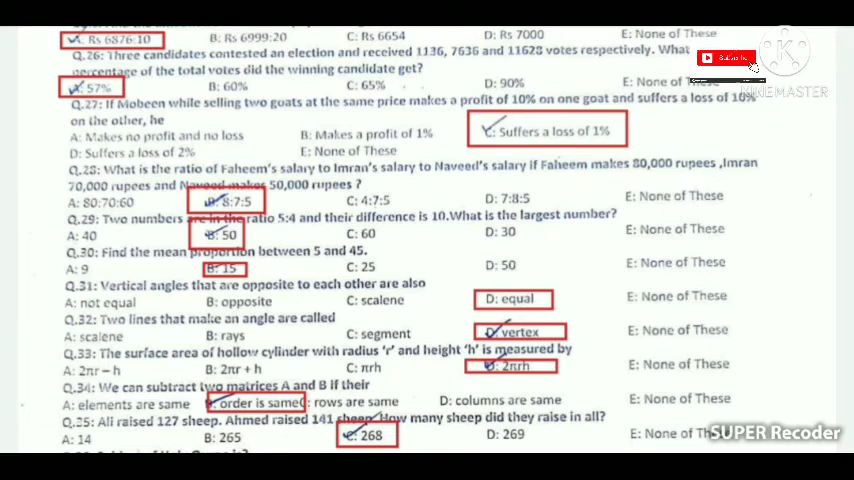 A: Rs 6876:10 B: Rs 6999:20 C: Rs 6654 D: Rs 7000 E: None of These
Q.26: Three candidates contested an election and received 1136, 7636 and 11628 votes respectively. What
percentage of the total votes did the winning candidate get?
A: 57% B: 60% C: 65% D: 90% E: None of These
Q.27: If Mobeen while selling two goats at the same price makes a profit of 10% on one goat and suffers a loss of 10%
on the other, he
A: Makes no profit and no loss B: Makes a profit of 1% C: Suffers a loss of 1%
D: Suffers a loss of 2% E: None of These
Q.28: What is the ratio of Faheem's salary to Imran's salary to Naveed's salary if Faheem makes 80,000 rupees ,Imran
70,000 rupees and Naveed makes 50,000 rupees ?
A: 80:70:60 B: 8:7:5 C: 4:7:5 D: 7:8:5 E: None of These
Q.29: Two numbers are in the ratio 5:4 and their difference is 10.What is the largest number?
A: 40 B: 50 C: 60 D: 30 E: None of These
Q.30: Find the mean proportion between 5 and 45.
A: 9 B: 15 C: 25 D: 50 E: None of These
Q.31: Vertical angles that are opposite to each other are also
A: not equal B: opposite C: scalene D: equal E: None of These
Q.32: Two lines that make an angle are called
A: scalene B: rays C: segment D: vertex E: None of These
Q.33: The surface area of hollow cylinder with radius 'r' and height 'h' is measured by
A: 2πr – h B: 2πr + h C: πrh D: 2πrh E: None of These
Q.34: We can subtract two matrices A and B if their
A: elements are same B: order is same C: rows are same D: columns are same E: None of These
Q.35: Ali raised 127 sheep. Ahmed raised 141 sheep. How many sheep did they raise in all?
A: 14 B: 265 C: 268 D: 269 E: None of These
Subscribe
KINEMASTER
SUPER Recorder